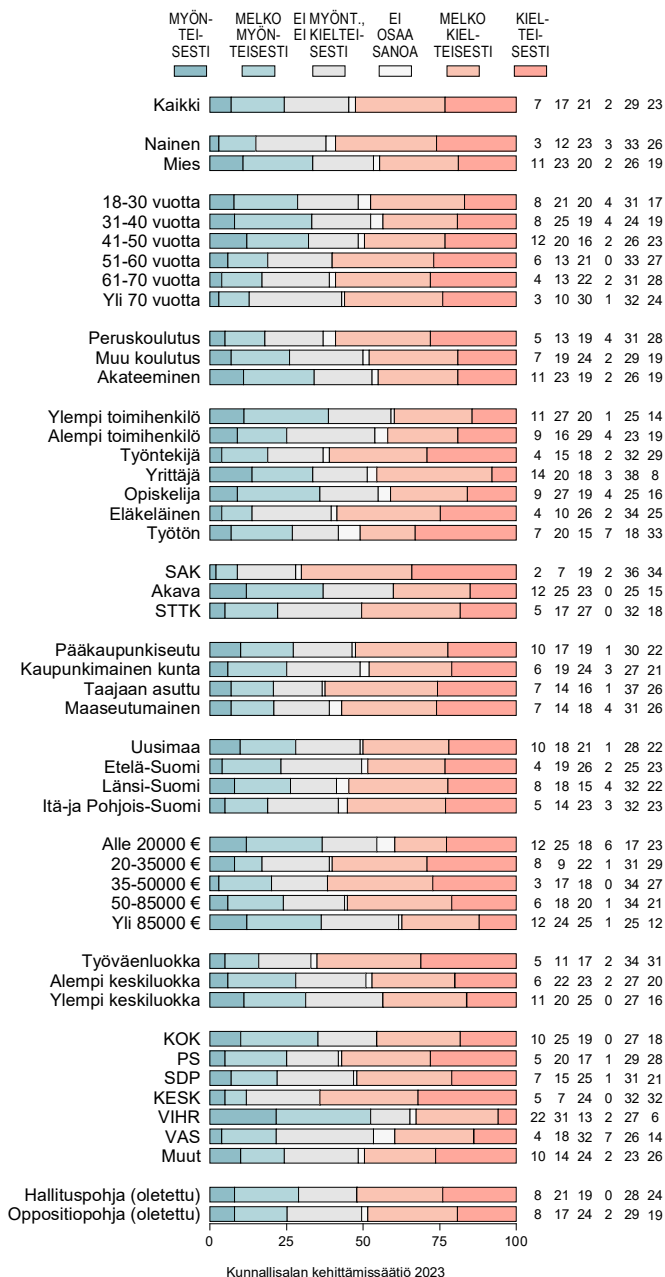 MYÖN- MELKO EI MYÖNT., EI MELKO KIEL-
TEI- MYÖN- EI KIELTEI- OSAA KIEL- TEI-
SESTI TEISESTI SESTI SANOA TEISESTI SESTI
Kaikki 7 17 21 2 29 23
Nainen 3 12 23 3 33 26
Mies 11 23 20 2 26 19
18-30 vuotta 8 21 20 4 31 17
31-40 vuotta 8 25 19 4 24 19
41-50 vuotta 12 20 16 2 26 23
51-60 vuotta 6 13 21 0 33 27
61-70 vuotta 4 13 22 2 31 28
Yli 70 vuotta 3 10 30 1 32 24
Peruskoulutus 5 13 19 4 31 28
Muu koulutus 7 19 24 2 29 19
Akateeminen 11 23 19 2 26 19
Ylempi toimihenkilö 11 27 20 1 25 14
Alempi toimihenkilö 9 16 29 4 23 19
Työntekijä 4 15 18 2 32 29
Yrittäjä 14 20 18 3 38 8
Opiskelija 9 27 19 4 25 16
Eläkeläinen 4 10 26 2 34 25
Työtön 7 20 15 7 18 33
SAK 2 7 19 2 36 34
Akava 12 25 23 0 25 15
STTK 5 17 27 0 32 18
Pääkaupunkiseutu 10 17 19 1 30 22
Kaupunkimainen kunta 6 19 24 3 27 21
Taajaan asuttu 7 14 16 1 37 26
Maaseutumainen 7 14 18 4 31 26
Uusimaa 10 18 21 1 28 22
Etelä-Suomi 4 19 26 2 25 23
Länsi-Suomi 8 18 15 4 32 22
Itä-ja Pohjois-Suomi 5 14 23 3 32 23
Alle 20000 € 12 25 18 6 17 23
20-35000 € 8 9 22 1 31 29
35-50000 € 3 17 18 0 34 27
50-85000 € 6 18 20 1 34 21
Yli 85000 € 12 24 25 1 25 12
Työväenluokka 5 11 17 2 34 31
Alempi keskiluokka 6 22 23 2 27 20
Ylempi keskiluokka 11 20 25 0 27 16
KOK 10 25 19 0 27 18
PS 5 20 17 1 29 28
SDP 7 15 25 1 31 21
KESK 5 7 24 0 32 32
VIHR 22 31 13 2 27 6
VAS 4 18 32 7 26 14
Muut 10 14 24 2 23 26
Hallituspohja (oletettu) 8 21 19 0 28 24
Oppositiopohja (oletettu) 8 17 24 2 29 19
0 25 50 75 100
Kunnallisalan kehittämissäätiö 2023